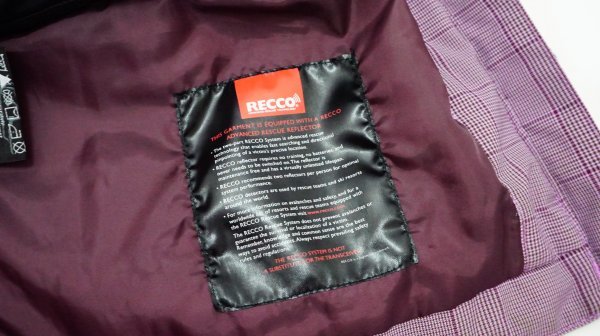 RECCO
THIS GARMENT IS EQUIPPED WITH A RECCO
ADVANCED RESCUE REFLECTOR
• The two-part RECCO System is advanced rescue
technology that enables fast searching and directional
pinpointing of a victim's precise location.
• RECCO reflector requires no training, no batteries and
never needs to be switched on. The reflector is
maintenance free and has a virtually unlimited lifespan.
• RECCO recommends two reflectors per person for optimal
system performance.
• RECCO detectors are used by rescue teams and ski resorts
around the world.
• For more information on avalanches and safety, and for a
worldwide list of resorts and rescue teams equipped with
the RECCO Rescue System visit www.recco.com.
The RECCO Rescue System does not prevent avalanches or
guarantee the survival or localization of a victim.
Remember, knowledge and common sense are the best
ways to avoid accidents. Always respect prevailing safety
rules and regulations.
THE RECCO SYSTEM IS NOT
A SUBSTITUTE FOR THE TRANSCEIVER